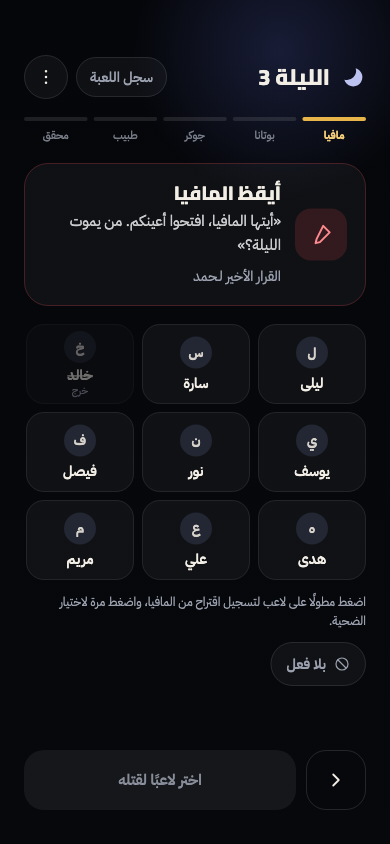 الليلة 3
سجل اللعبة
مافيا
بوتانا
جوكر
طبيب
محقق
أيقظ المافيا
«أيتها المافيا، افتحوا أعينكم. من يموت
الليلة؟»
القرار الأخير لـحمد
ل
ليلى
س
سارة
خ
خالد
خرج
ي
يوسف
ن
نور
ف
فيصل
ه
هدى
ع
علي
م
مريم
اضغط مطولًا على لاعب لتسجيل اقتراح من المافيا، واضغط مرة لاختيار
الضحية.
بلا فعل
اختر لاعبًا لقتله